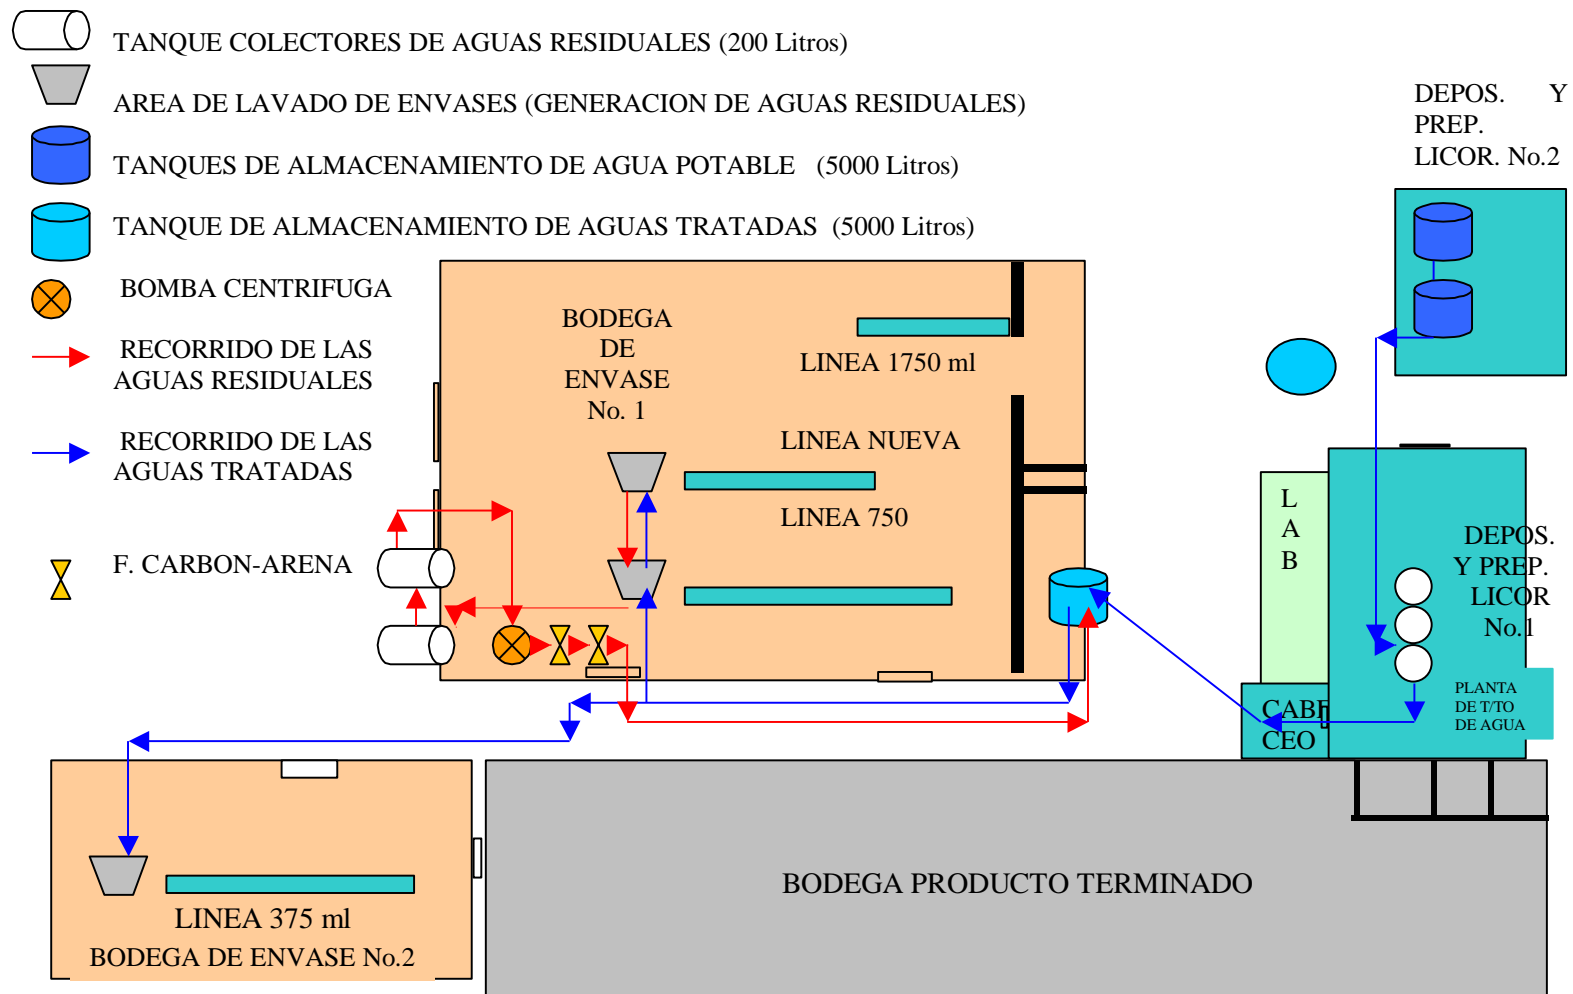 TANQUE COLECTORES DE AGUAS RESIDUALES (200 Litros)
AREA DE LAVADO DE ENVASES (GENERACION DE AGUAS RESIDUALES)
TANQUES DE ALMACENAMIENTO DE AGUA POTABLE (5000 Litros)
TANQUE DE ALMACENAMIENTO DE AGUAS TRATADAS (5000 Litros)
BOMBA CENTRIFUGA
RECORRIDO DE LAS
AGUAS RESIDUALES
RECORRIDO DE LAS
AGUAS TRATADAS
F. CARBON-ARENA
DEPOS. Y
PREP.
LICOR. No.2
BODEGA
DE
ENVASE
No. 1
LINEA 1750 ml
LINEA NUEVA
LINEA 750
L
A
B
DEPOS.
Y PREP.
LICOR
No.1
PLANTA
DE T/TO
DE AGUA
CABE
CEO
LINEA 375 ml
BODEGA DE ENVASE No.2
BODEGA PRODUCTO TERMINADO